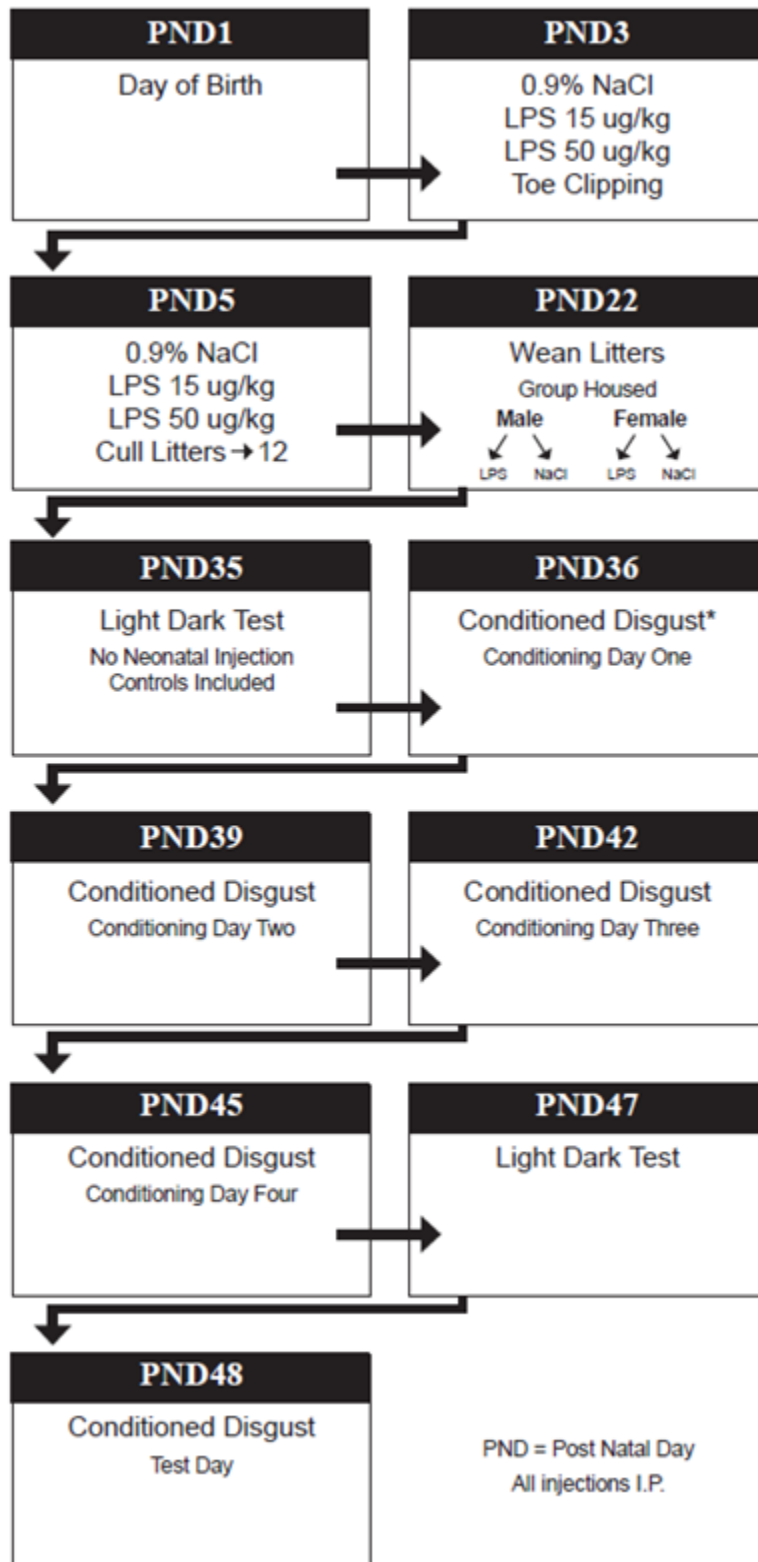 PND1
Day of Birth
PND3
0.9% NaCl
LPS 15 ug/kg
LPS 50 ug/kg
Toe Clipping
PND5
0.9% NaCl
LPS 15 ug/kg
LPS 50 ug/kg
Cull Litters → 12
PND22
Wean Litters
Group Housed
Male Female
LPS NaCl LPS NaCl
PND35
Light Dark Test
No Neonatal Injection
Controls Included
PND36
Conditioned Disgust*
Conditioning Day One
PND39
Conditioned Disgust
Conditioning Day Two
PND42
Conditioned Disgust
Conditioning Day Three
PND45
Conditioned Disgust
Conditioning Day Four
PND47
Light Dark Test
PND48
Conditioned Disgust
Test Day
PND = Post Natal Day
All injections I.P.